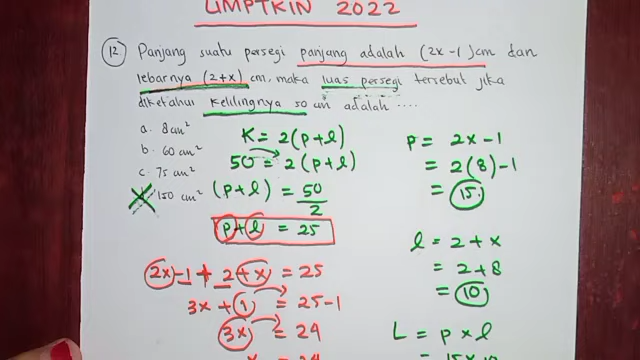 LIMPTKIN 2022
12 Panjang suatu persegi panjang adalah (2x-1)cm dan
lebarnya (2+x) cm, maka luas persegi tersebut jika
diketahui kelilingnya 50 cm adalah ....
a. 8 cm²
b. 60 cm²
c. 75 cm²
150 cm²
K = 2(p+l)
50 = 2(p+l)
(p+l) = 50/2
p+l = 25
2x-1 + 2+x = 25
3x + 1 = 25-1
3x = 24
p = 2x-1
= 2(8)-1
= 15
l = 2+x
= 2+8
= 10
L = p x l